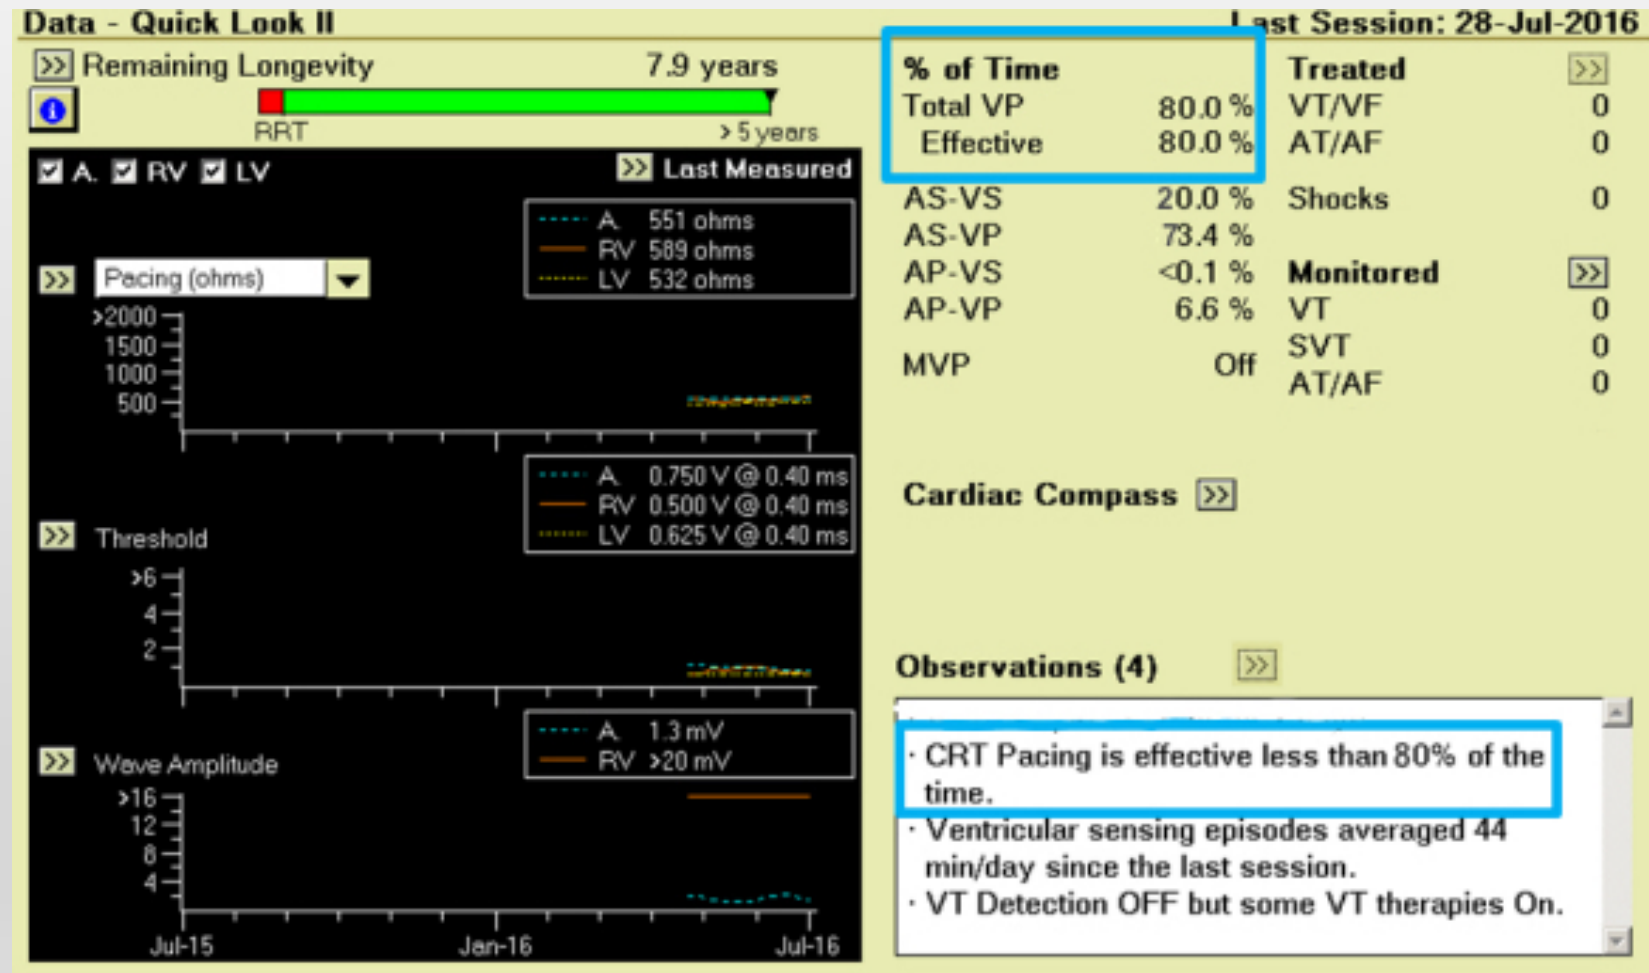 Data - Quick Look II
Last Session: 28-Jul-2016
>> Remaining Longevity 7.9 years
RRT > 5 years
A. RV LV >> Last Measured
A. 551 ohms
RV 589 ohms
LV 532 ohms
>> Pacing (ohms)
>2000
1500
1000
500
A. 0.750 V @ 0.40 ms
RV 0.500 V @ 0.40 ms
LV 0.625 V @ 0.40 ms
>> Threshold
>6
4
2
A. 1.3 mV
RV >20 mV
>> Wave Amplitude
>16
12
8
4
Jul-15 Jan-16 Jul-16
% of Time
Total VP 80.0 %
Effective 80.0 %
AS-VS 20.0 %
AS-VP 73.4 %
AP-VS <0.1 %
AP-VP 6.6 %
MVP Off
Treated >>
VT/VF 0
AT/AF 0
Shocks 0
Monitored >>
VT 0
SVT 0
AT/AF 0
Cardiac Compass >>
Observations (4) >>
· CRT Pacing is effective less than 80% of the
time.
· Ventricular sensing episodes averaged 44
min/day since the last session.
· VT Detection OFF but some VT therapies On.